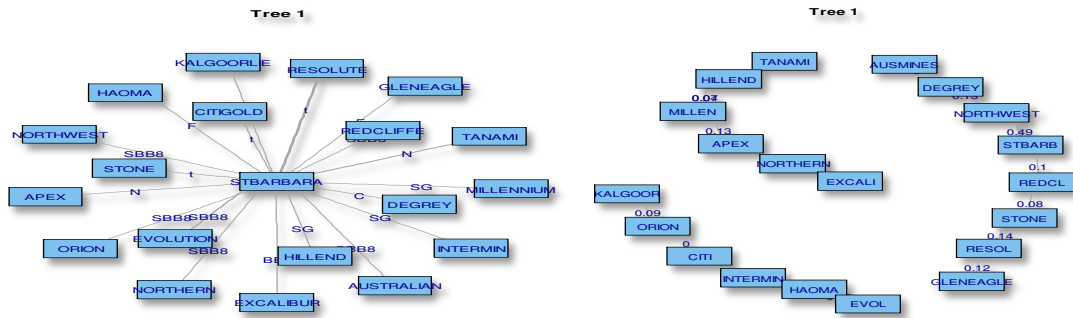 Tree 1
KALGOORLIE
RESOLUTE
GLENEAGLE
HAOMA
CITIGOLD
t
REDCLIFFE
F
t
NORTHWEST
TANAMI
SBB8
N
STONE
t
STBARBARA
APEX
N
SG
MILLENNIUM
C
DEGREY
SBB8
SBB8
SG
SG
ORION
EVOLUTION
SBB8
HILLEND
INTERMIN
NORTHERN
AUSTRALIAN
EXCALIBUR
Tree 1
TANAMI
HILLEND
MILLEN
0.13
APEX
NORTHERN
EXCALI
KALGOOR
0.09
ORION
0
CITI
INTERMIN
HAOMA
EVOL
AUSMINES
DEGREY
NORTHWEST
0.49
STBARB
0.1
REDCL
0.08
STONE
0.14
RESOL
0.12
GLENEAGLE